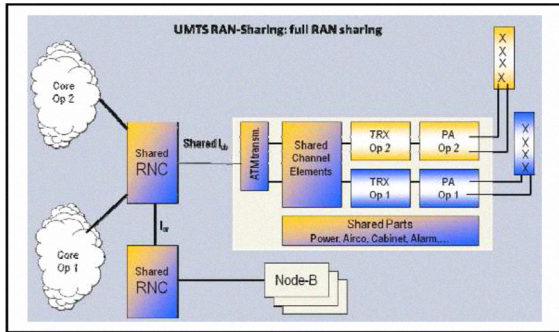 UMTS RAN-Sharing: full RAN sharing
Core
Op 2
Shared
RNC
Shared Iub
ATM transm.
Shared
Channel
Elements
TRX
Op 2
PA
Op 2
X
X
X
X
TRX
Op 1
PA
Op 1
X
X
X
X
Shared Parts
Power, Airco, Cabinet, Alarm,...
Core
Op 1
Iur
Shared
RNC
Node-B